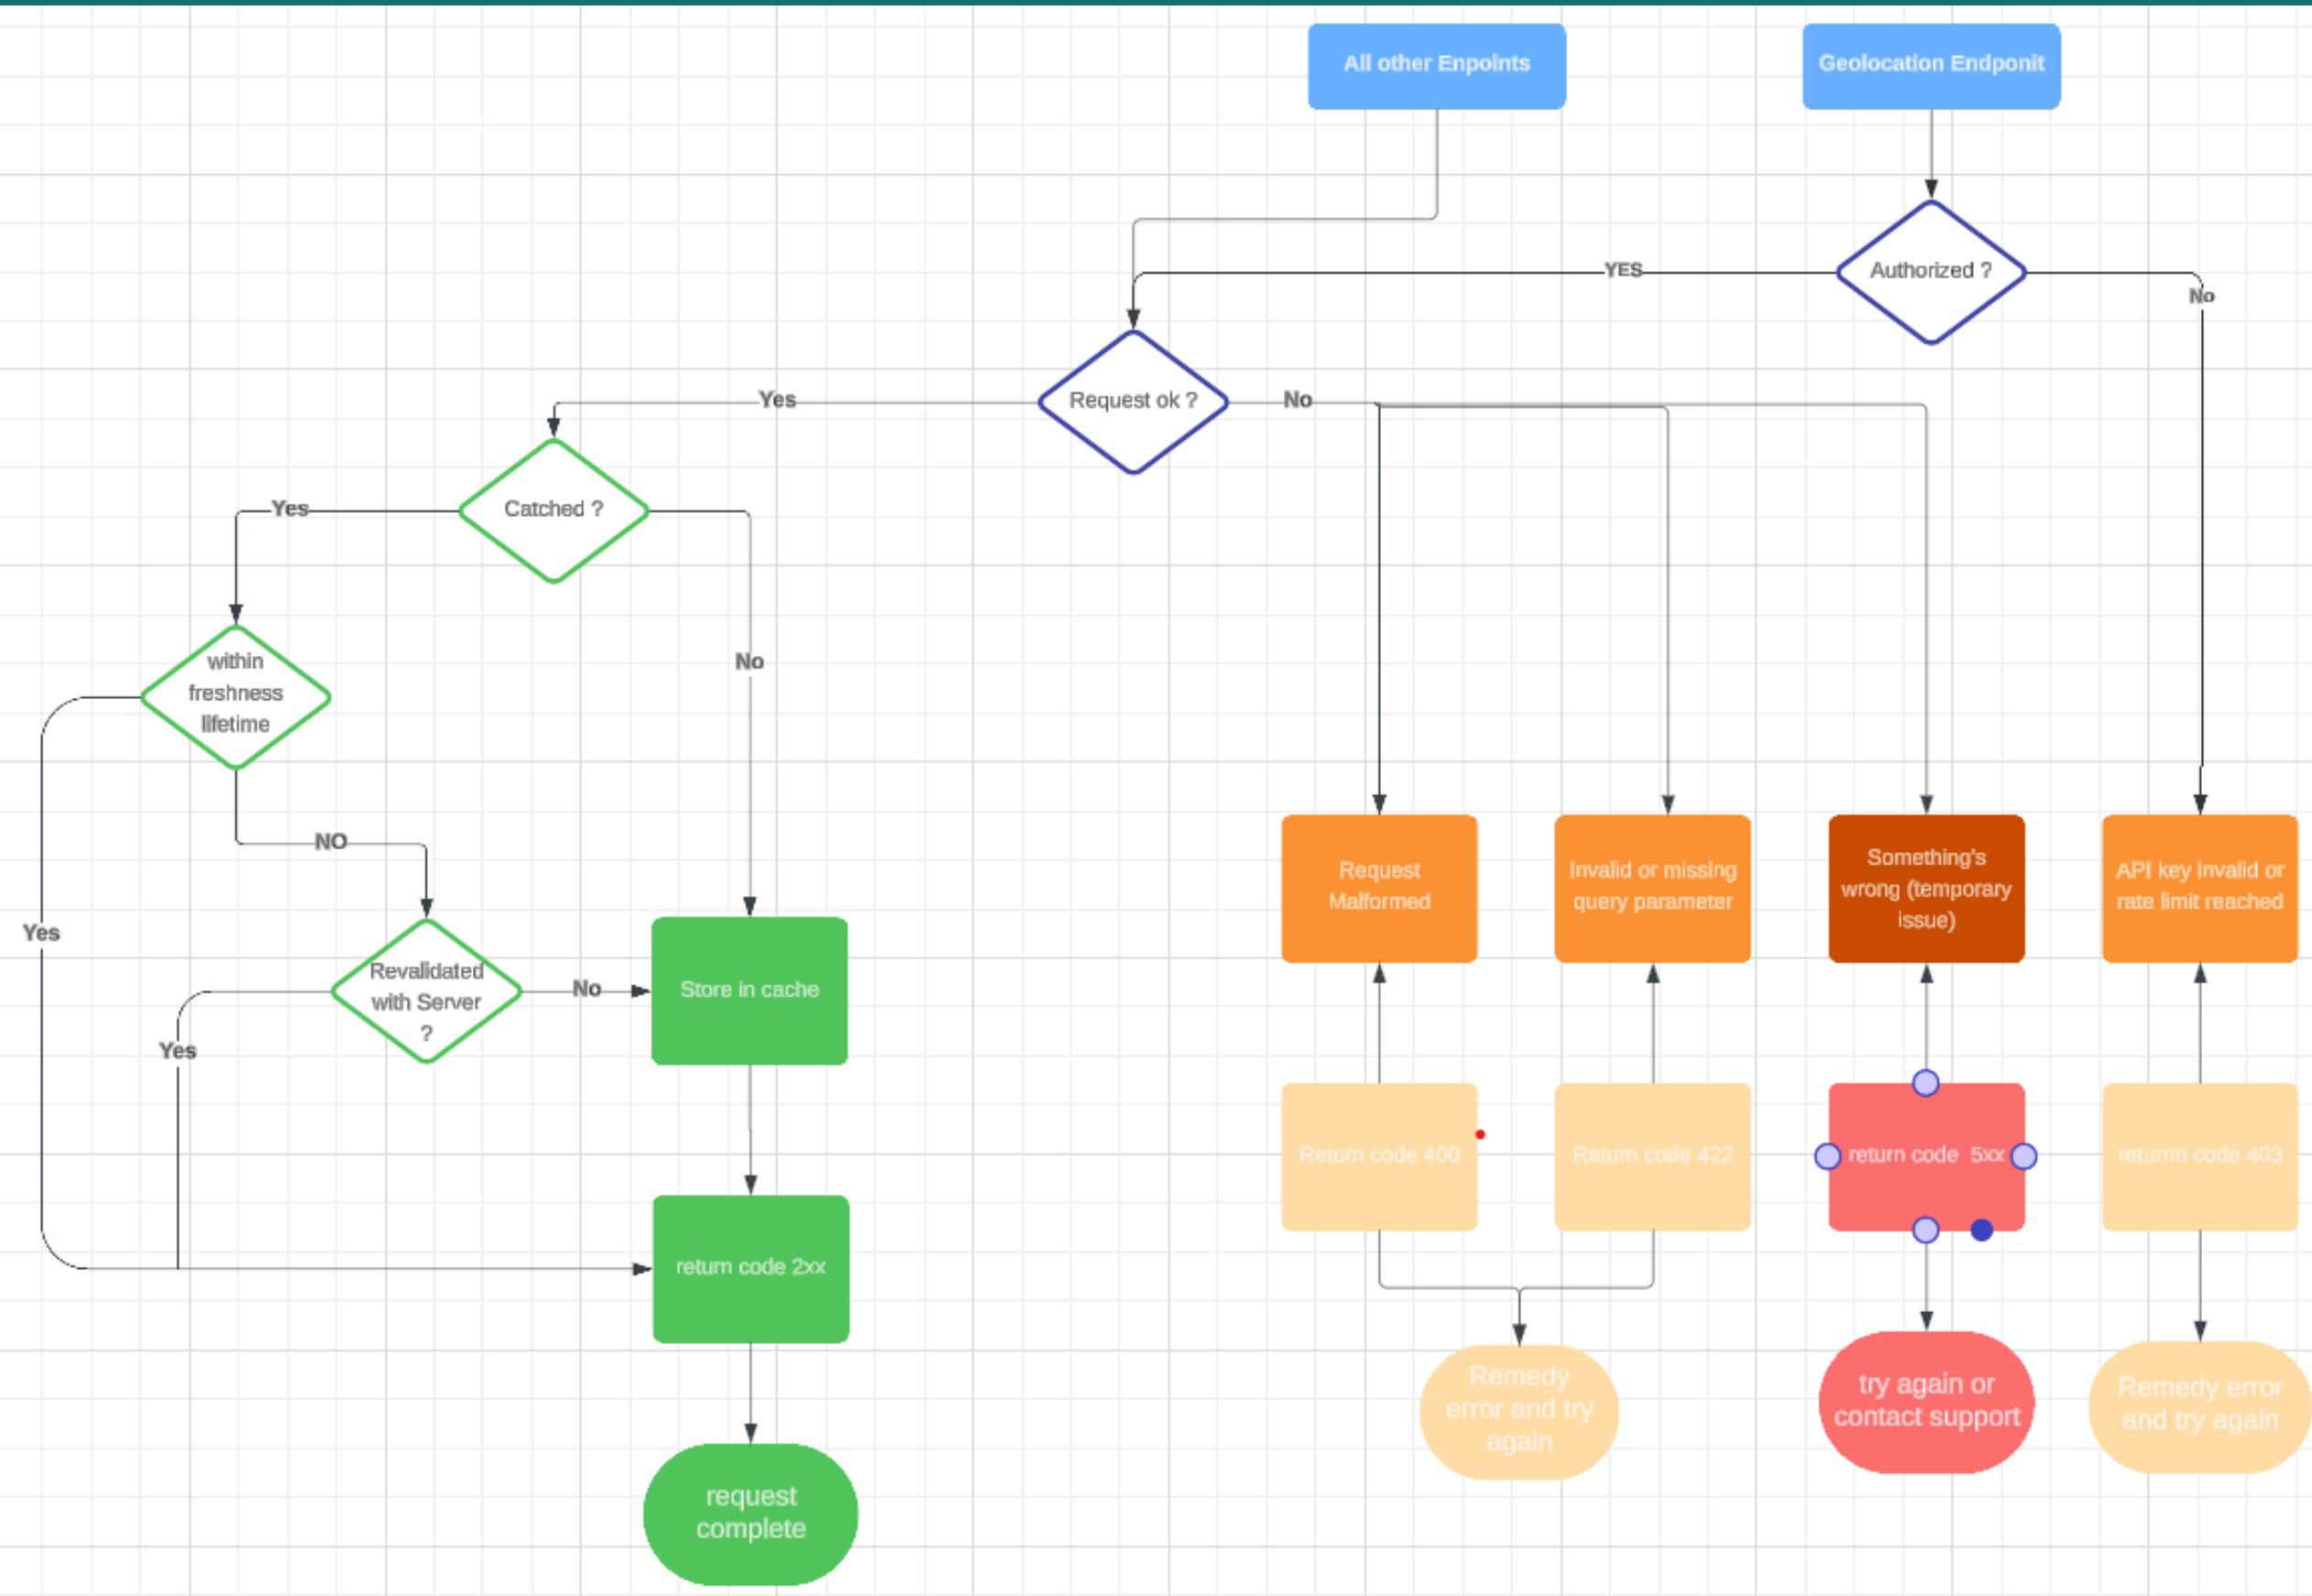 All other Enpoints
Geolocation Endponit
Authorized ?
YES
No
Request ok ?
Yes
No
Catched ?
Yes
No
within
freshness
lifetime
NO
Yes
Revalidated
with Server
?
No
Yes
Store in cache
return code 2xx
request
complete
Request
Malformed
Invalid or missing
query parameter
Something's
wrong (temporary
issue)
API key invalid or
rate limit reached
Return code 400
Return code 422
return code 5xx
returnn code 403
Remedy
error and try
again
try again or
contact support
Remedy error
and try again